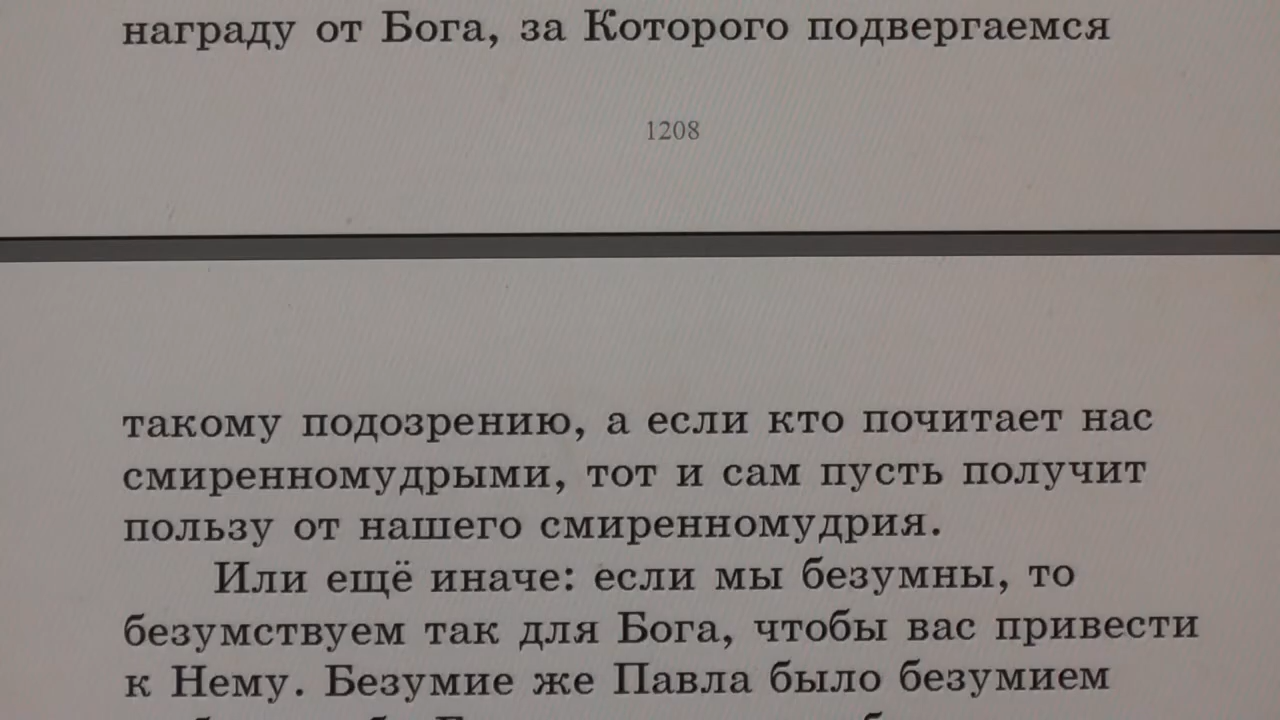 награду от Бога, за Которого подвергаемся
1208
такому подозрению, а если кто почитает нас
смиренномудрыми, тот и сам пусть получит
пользу от нашего смиренномудрия.
Или ещё иначе: если мы безумны, то
безумствуем так для Бога, чтобы вас привести
к Нему. Безумие же Павла было безумием